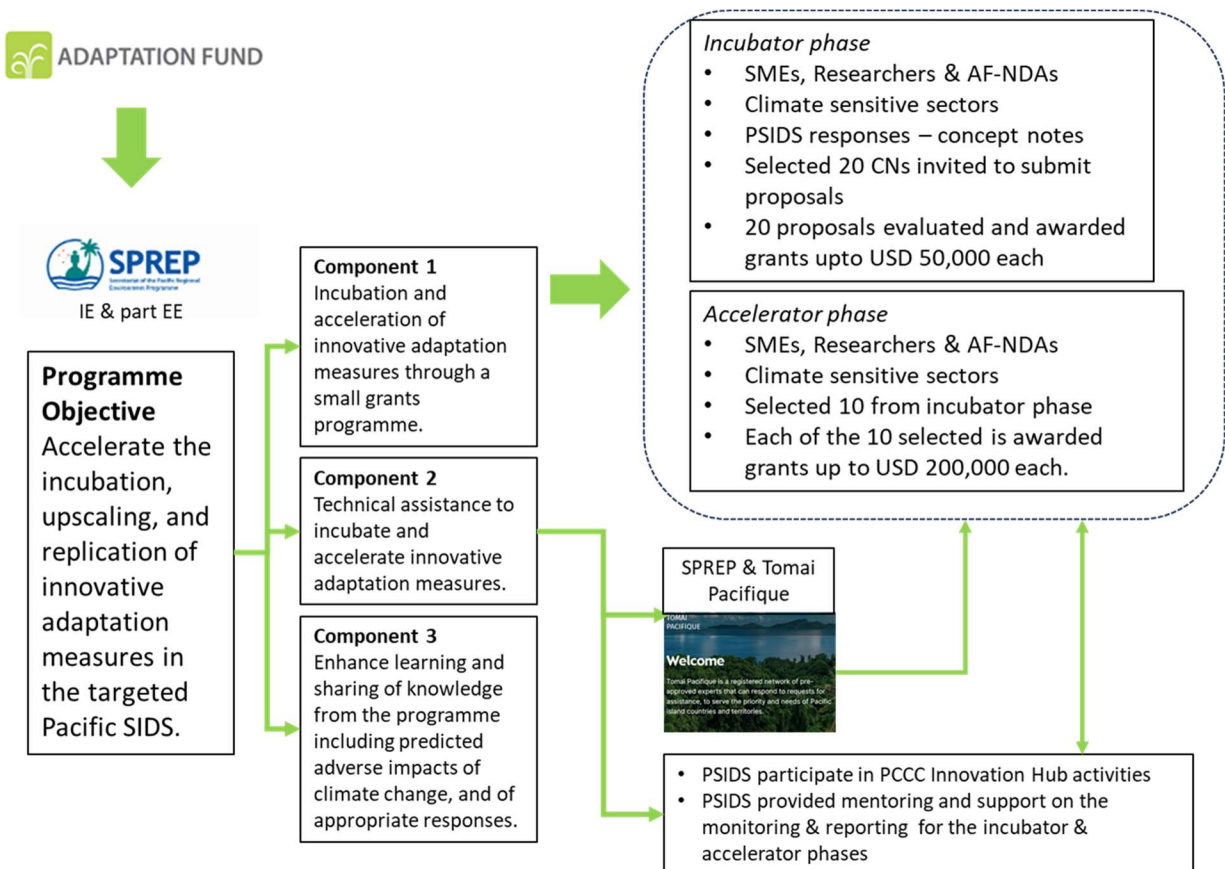 ADAPTATION FUND
SPREP
Secretariat of the Pacific Regional
Environment Programme
IE & part EE
Programme
Objective
Accelerate the
incubation,
upscaling, and
replication of
innovative
adaptation
measures in
the targeted
Pacific SIDS.
Component 1
Incubation and
acceleration of
innovative adaptation
measures through a
small grants
programme.
Component 2
Technical assistance to
incubate and
accelerate innovative
adaptation measures.
Component 3
Enhance learning and
sharing of knowledge
from the programme
including predicted
adverse impacts of
climate change, and of
appropriate responses.
Incubator phase
• SMEs, Researchers & AF-NDAs
• Climate sensitive sectors
• PSIDS responses – concept notes
• Selected 20 CNs invited to submit
proposals
• 20 proposals evaluated and awarded
grants upto USD 50,000 each
Accelerator phase
• SMEs, Researchers & AF-NDAs
• Climate sensitive sectors
• Selected 10 from incubator phase
• Each of the 10 selected is awarded
grants up to USD 200,000 each.
SPREP & Tomai
Pacifique
TOMAI
PACIFIQUE
Welcome
Tomai Pacifique is a registered network of pre-
approved experts that can respond to requests for
assistance, to serve the priority and needs of Pacific
island countries and territories.
• PSIDS participate in PCCC Innovation Hub activities
• PSIDS provided mentoring and support on the
monitoring & reporting for the incubator &
accelerator phases